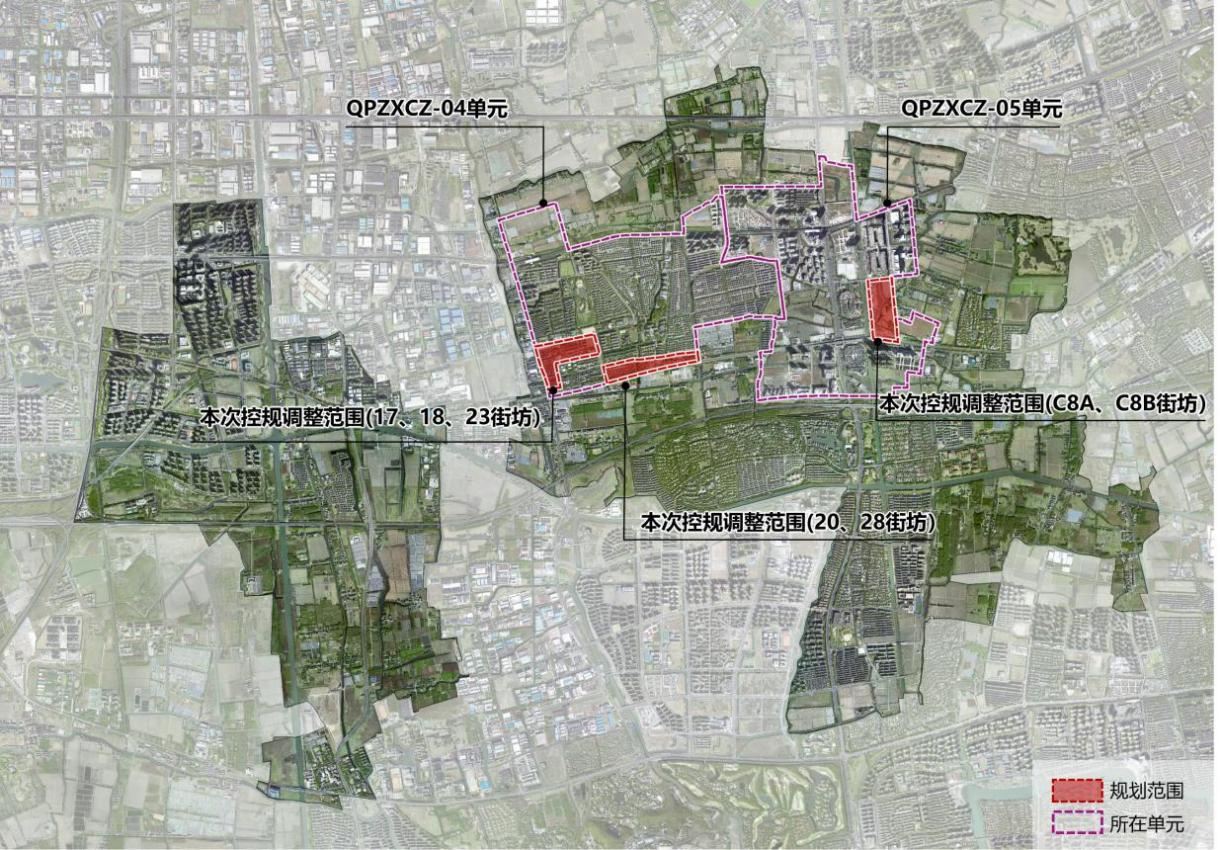 QPZXCZ-04单元
QPZXCZ-05单元
本次控规调整范围(17、18、23街坊)
本次控规调整范围(C8A、C8B街坊)
本次控规调整范围(20、28街坊)
规划范围
所在单元